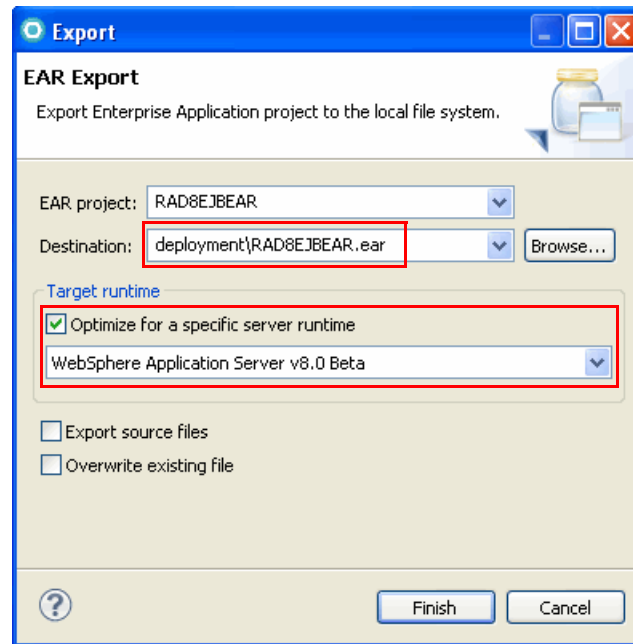 Export
EAR Export
Export Enterprise Application project to the local file system.
EAR project: RAD8EJBEAR
Destination: deployment\RAD8EJBEAR.ear Browse...
Target runtime
Optimize for a specific server runtime
WebSphere Application Server v8.0 Beta
Export source files
Overwrite existing file
? Finish Cancel